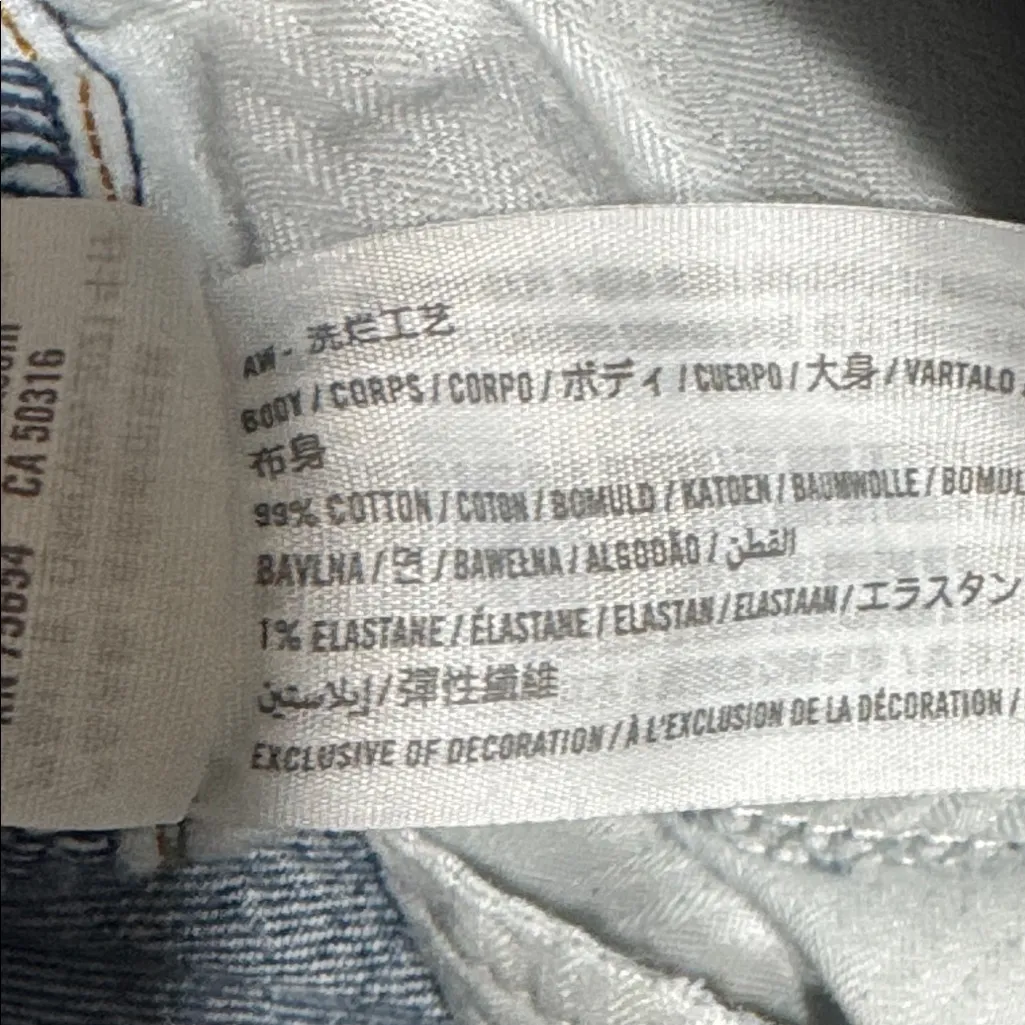 CA 50316
AW - 洗烂工艺
BODY / CORPS / CORPO / ボディ / CUERPO / 大身 / VARTALO
布身
99% COTTON / COTON / BOMULD / KATOEN / BAUMWOLLE / BOMUL
BAVLNA / 면 / BAWEŁNA / ALGODÃO / القطن
1% ELASTANE / ÉLASTANE / ELASTAN / ELASTAAN / エラスタン
إيلاستين / 彈性纖維
EXCLUSIVE OF DECORATION / À L'EXCLUSION DE LA DÉCORATION /